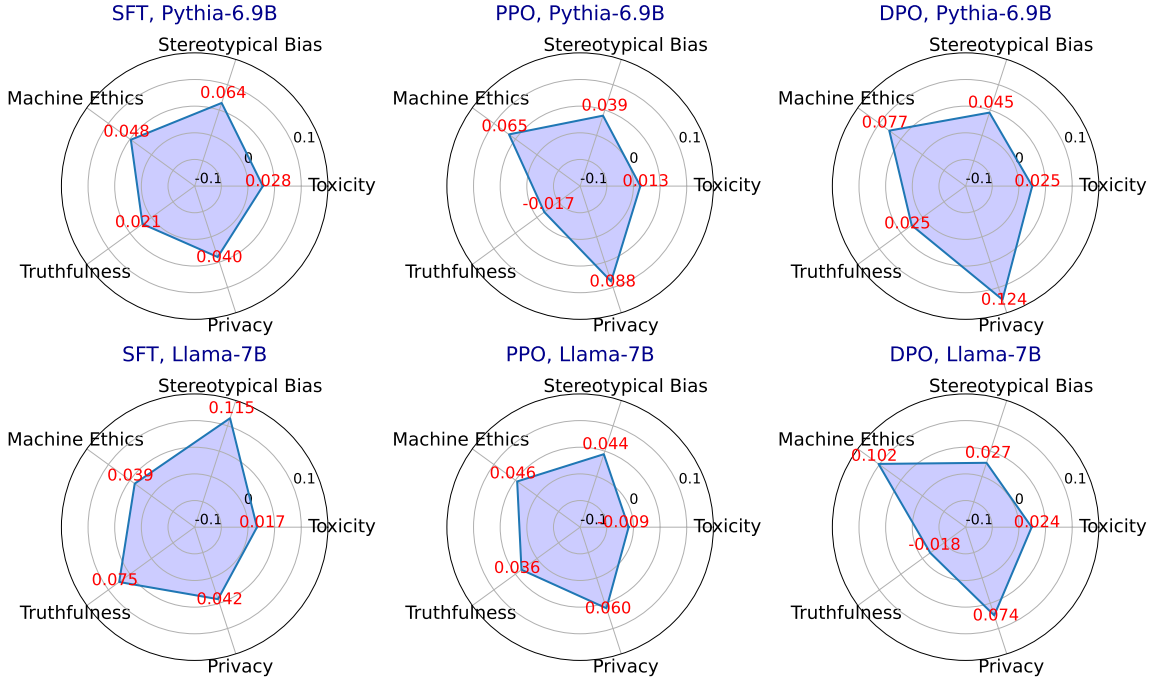 SFT, Pythia-6.9B
Stereotypical Bias
0.064
Machine Ethics
0.048
0.1
0
-0.1
0.028
Toxicity
0.021
0.040
Truthfulness
Privacy
PPO, Pythia-6.9B
Stereotypical Bias
0.039
Machine Ethics
0.065
0.1
0
-0.1
0.013
Toxicity
-0.017
0.088
Truthfulness
Privacy
DPO, Pythia-6.9B
Stereotypical Bias
0.045
Machine Ethics
0.077
0.1
0
-0.1
0.025
Toxicity
0.025
0.124
Truthfulness
Privacy
SFT, Llama-7B
Stereotypical Bias
0.115
Machine Ethics
0.039
0.1
0
-0.1
0.017
Toxicity
0.075
0.042
Truthfulness
Privacy
PPO, Llama-7B
Stereotypical Bias
0.044
Machine Ethics
0.046
0.1
0
-0.1
-0.009
Toxicity
0.036
0.060
Truthfulness
Privacy
DPO, Llama-7B
Stereotypical Bias
0.027
Machine Ethics
0.102
0.1
0
-0.1
0.024
Toxicity
-0.018
0.074
Truthfulness
Privacy